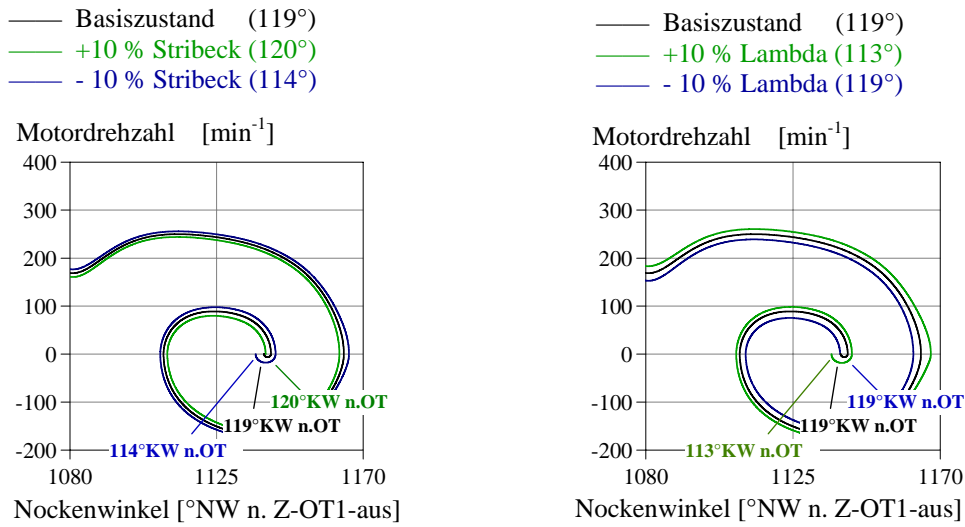 Basiszustand (119°)
+10 % Stribeck (120°)
- 10 % Stribeck (114°)
Motordrehzahl [min-1]
400
300
200
100
0
-100
-200
120°KW n.OT
119°KW n.OT
114°KW n.OT
1080 1125 1170
Nockenwinkel [°NW n. Z-OT1-aus]
Basiszustand (119°)
+10 % Lambda (113°)
- 10 % Lambda (119°)
Motordrehzahl [min-1]
400
300
200
100
0
-100
-200
119°KW n.OT
119°KW n.OT
113°KW n.OT
1080 1125 1170
Nockenwinkel [°NW n. Z-OT1-aus]